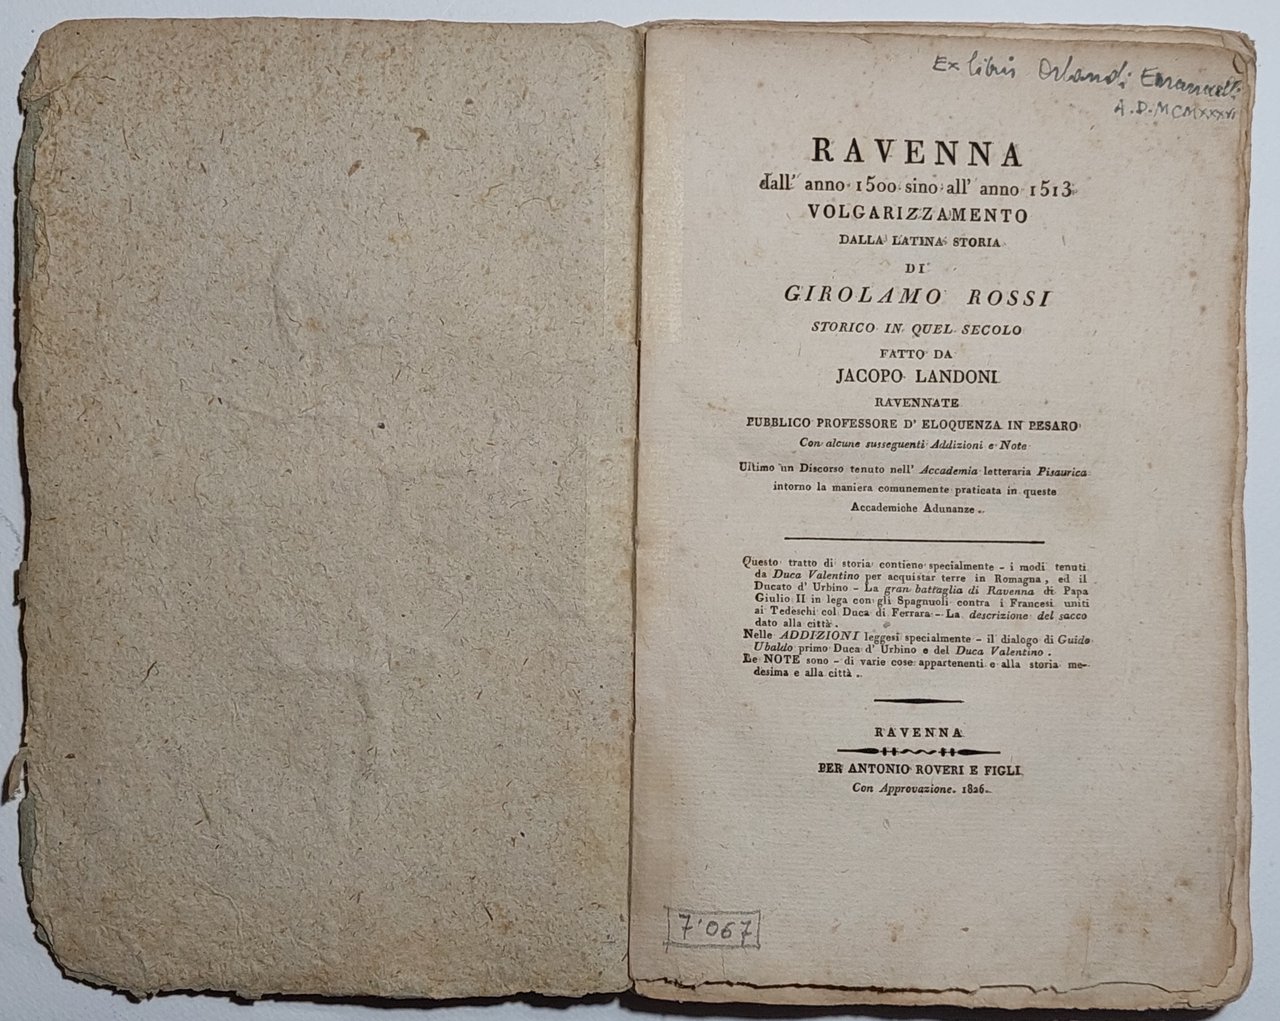 Ex libris Orlandi Emanuelli
A.D. MCMXXXVI
RAVENNA
dall' anno 1500 sino all' anno 1513
VOLGARIZZAMENTO
DALLA LATINA STORIA
DI
GIROLAMO ROSSI
STORICO IN QUEL SECOLO
FATTO DA
JACOPO LANDONI
RAVENNATE
PUBBLICO PROFESSORE D' ELOQUENZA IN PESARO
Con alcune susseguenti Addizioni e Note
Ultimo un Discorso tenuto nell' Accademia letteraria Pisaurica
intorno la maniera comunemente praticata in queste
Accademiche Adunanze.
Questo tratto di storia contiene specialmente - i modi tenuti
da Duca Valentino per acquistar terre in Romagna, ed il
Ducato d' Urbino - La gran battaglia di Ravenna di Papa
Giulio II in lega con gli Spagnuoli contra i Francesi uniti
ai Tedeschi col Duca di Ferrara - La descrizione del sacco
dato alla città.
Nelle ADDIZIONI leggesi specialmente - il dialogo di Guido
Ubaldo primo Duca d' Urbino e del Duca Valentino.
Le NOTE sono - di varie cose appartenenti e alla storia me-
desima e alla città.
RAVENNA
PER ANTONIO ROVERI E FIGLI
Con Approvazione. 1826.
7'067